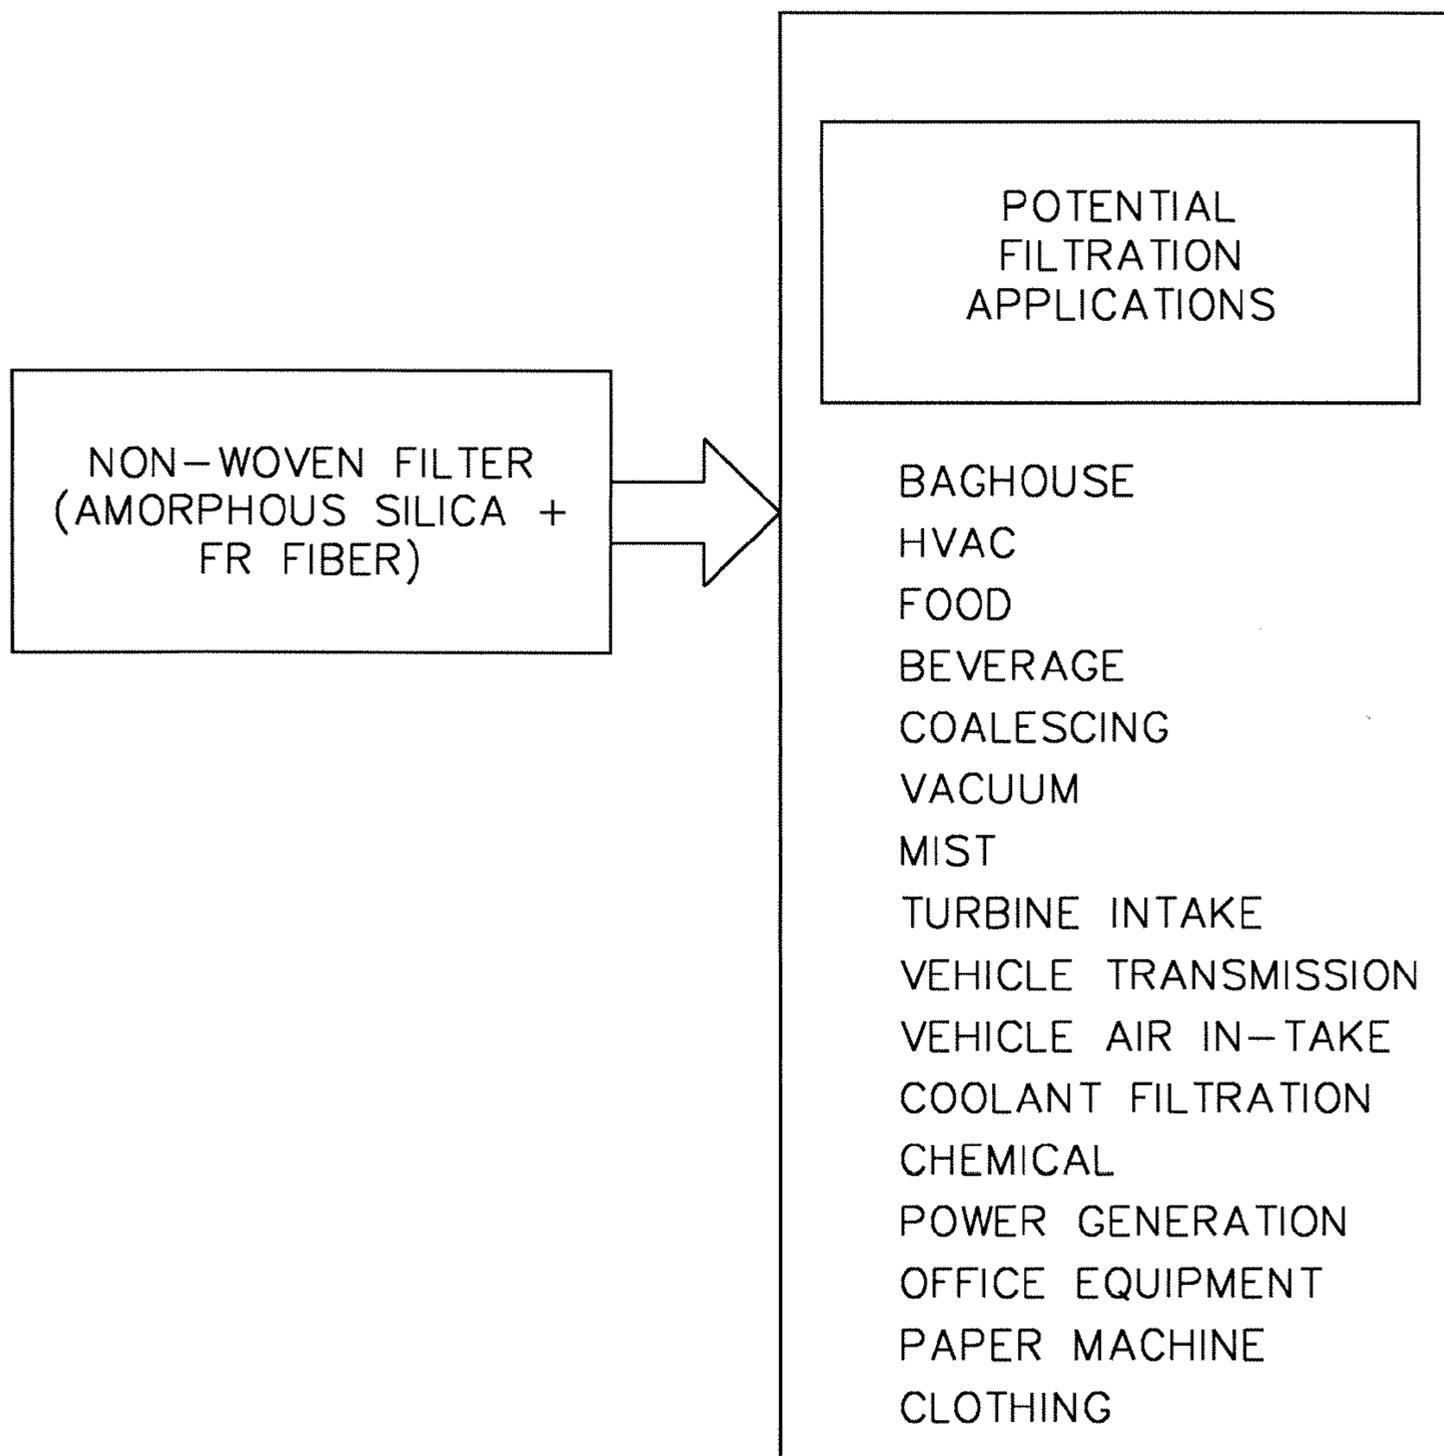 NON-WOVEN FILTER
(AMORPHOUS SILICA +
FR FIBER)
POTENTIAL
FILTRATION
APPLICATIONS
BAGHOUSE
HVAC
FOOD
BEVERAGE
COALESCING
VACUUM
MIST
TURBINE INTAKE
VEHICLE TRANSMISSION
VEHICLE AIR IN-TAKE
COOLANT FILTRATION
CHEMICAL
POWER GENERATION
OFFICE EQUIPMENT
PAPER MACHINE
CLOTHING